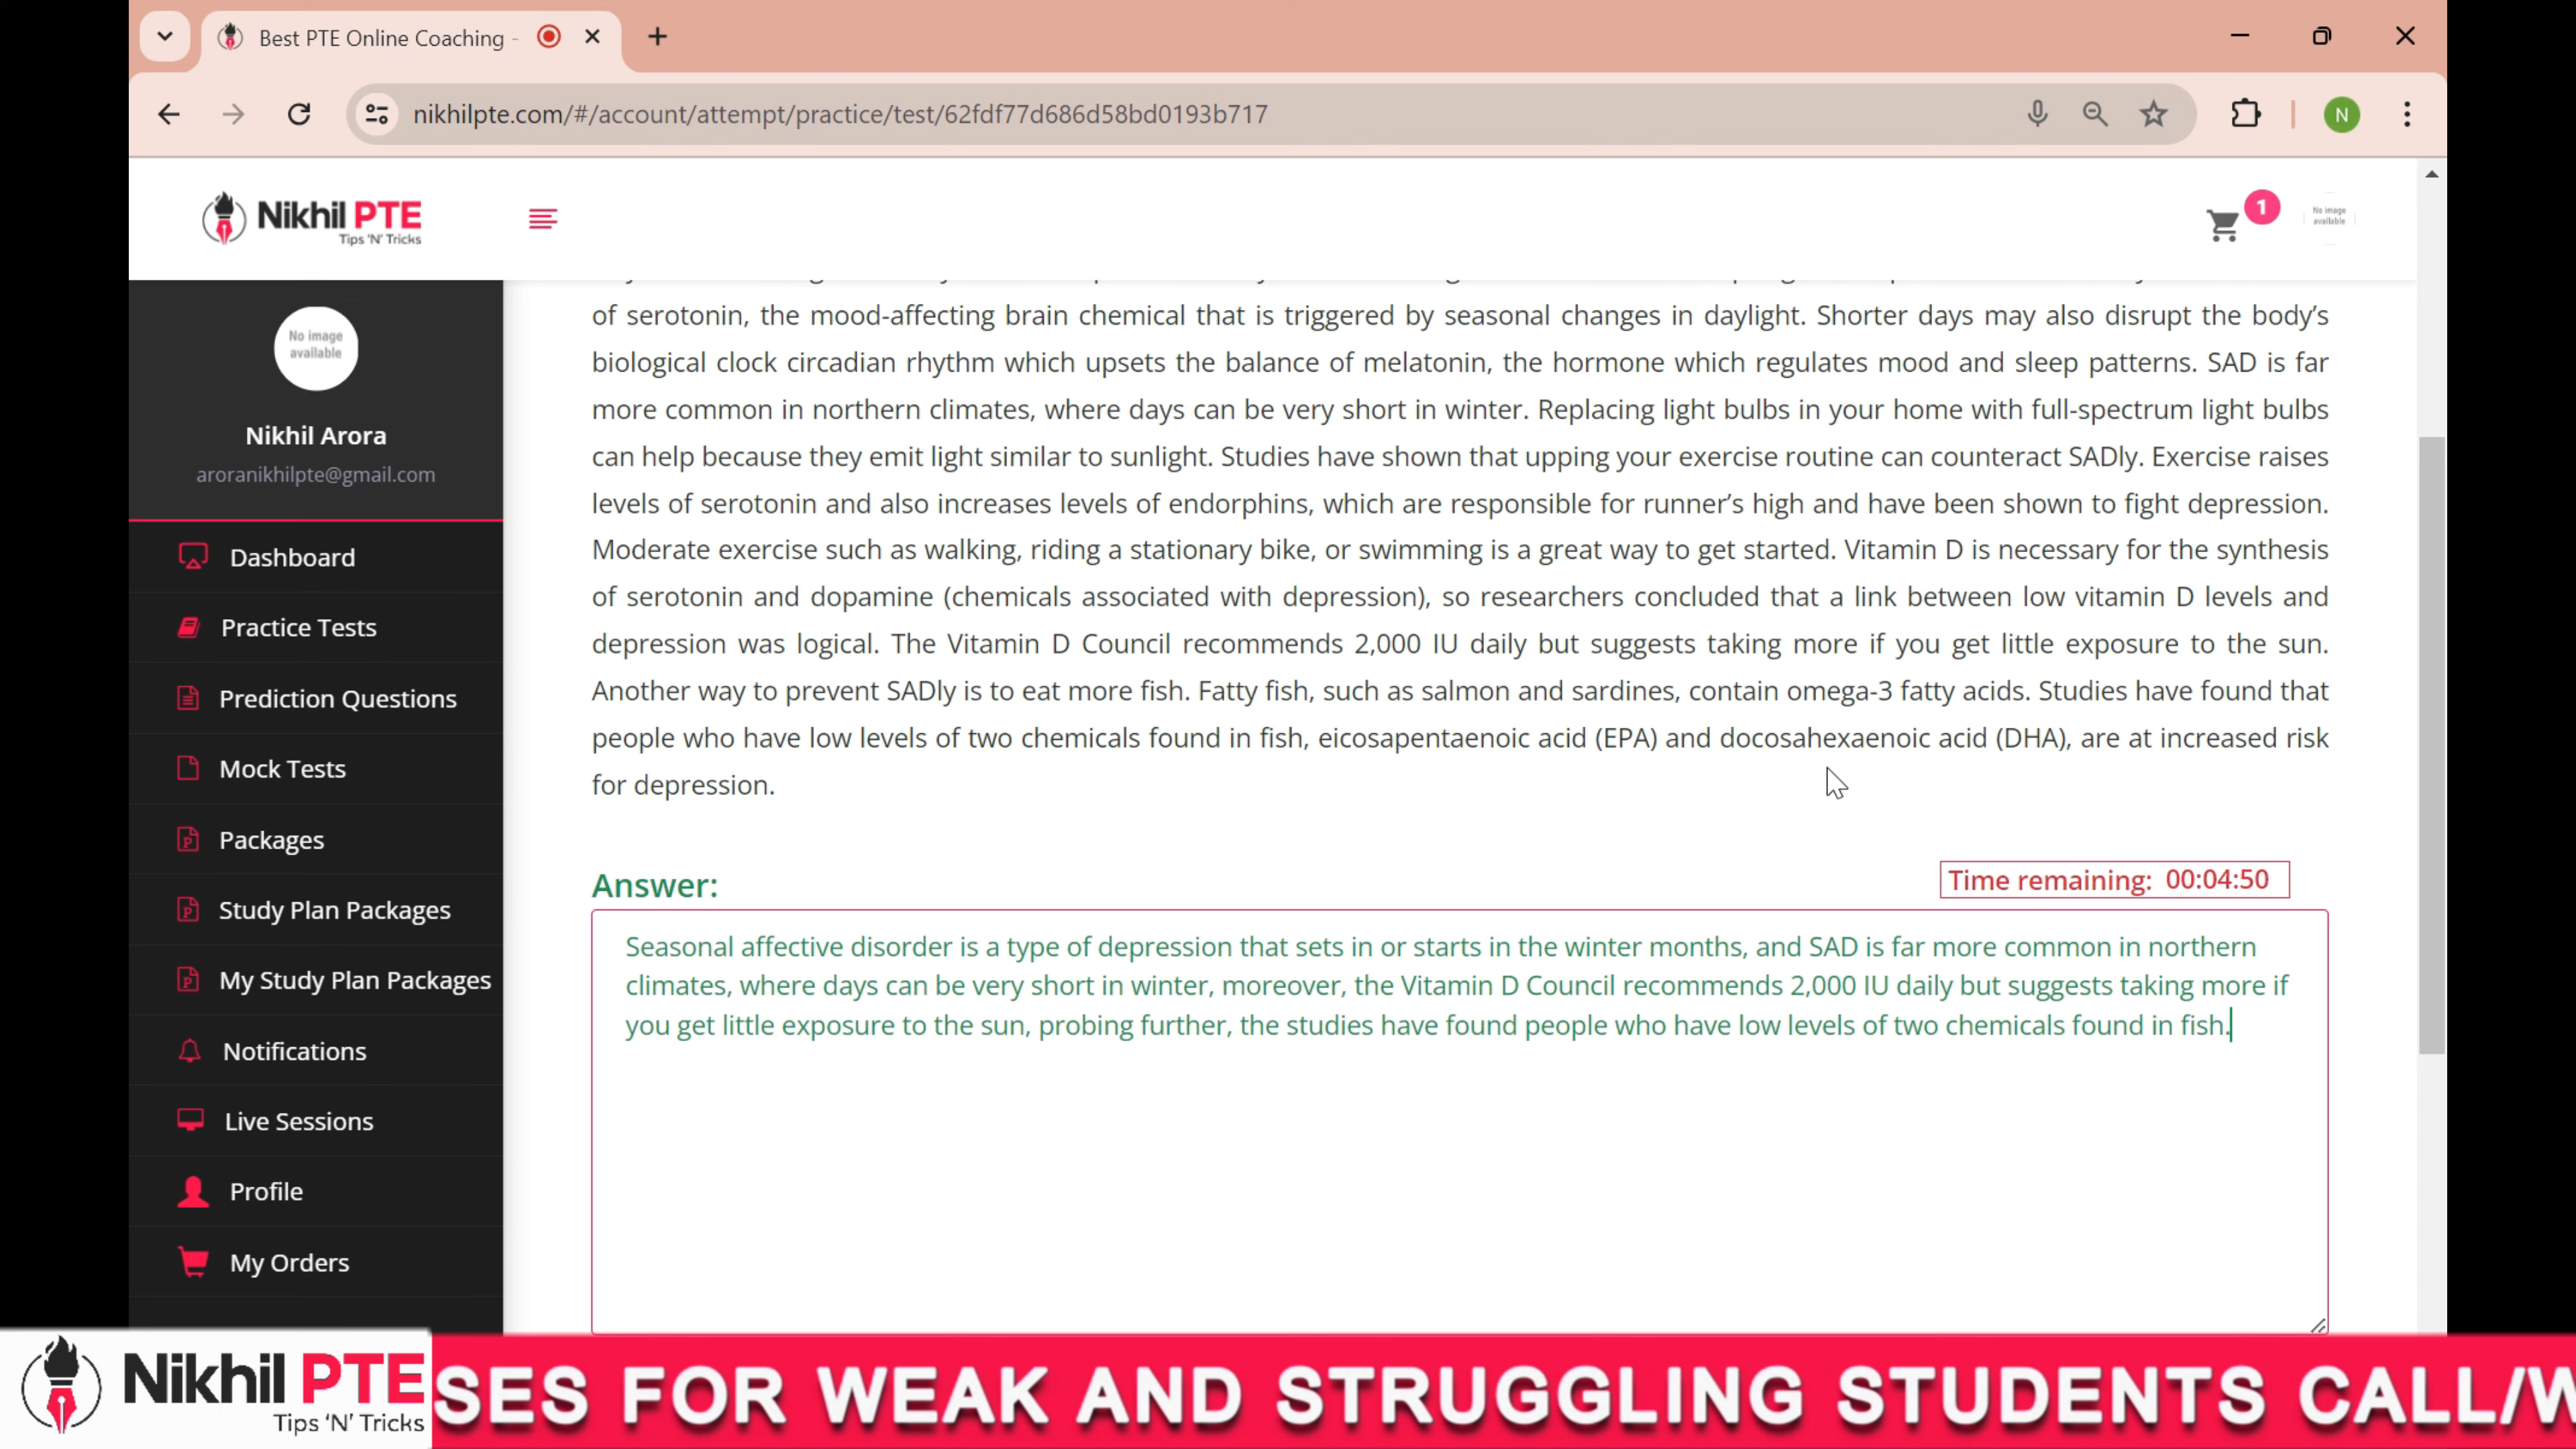 Best PTE Online Coaching -
nikhilpte.com/#/account/attempt/practice/test/62fdf77d686d58bd0193b717
N
Nikhil PTE
Tips 'N' Tricks
1
No image
available
No image
available
Nikhil Arora
aroranikhilpte@gmail.com
Dashboard
Practice Tests
Prediction Questions
Mock Tests
Packages
Study Plan Packages
My Study Plan Packages
Notifications
Live Sessions
Profile
My Orders
of serotonin, the mood-affecting brain chemical that is triggered by seasonal changes in daylight. Shorter days may also disrupt the body’s
biological clock circadian rhythm which upsets the balance of melatonin, the hormone which regulates mood and sleep patterns. SAD is far
more common in northern climates, where days can be very short in winter. Replacing light bulbs in your home with full-spectrum light bulbs
can help because they emit light similar to sunlight. Studies have shown that upping your exercise routine can counteract SADly. Exercise raises
levels of serotonin and also increases levels of endorphins, which are responsible for runner’s high and have been shown to fight depression.
Moderate exercise such as walking, riding a stationary bike, or swimming is a great way to get started. Vitamin D is necessary for the synthesis
of serotonin and dopamine (chemicals associated with depression), so researchers concluded that a link between low vitamin D levels and
depression was logical. The Vitamin D Council recommends 2,000 IU daily but suggests taking more if you get little exposure to the sun.
Another way to prevent SADly is to eat more fish. Fatty fish, such as salmon and sardines, contain omega-3 fatty acids. Studies have found that
people who have low levels of two chemicals found in fish, eicosapentaenoic acid (EPA) and docosahexaenoic acid (DHA), are at increased risk
for depression.
Answer:
Time remaining: 00:04:50
Seasonal affective disorder is a type of depression that sets in or starts in the winter months, and SAD is far more common in northern
climates, where days can be very short in winter, moreover, the Vitamin D Council recommends 2,000 IU daily but suggests taking more if
you get little exposure to the sun, probing further, the studies have found people who have low levels of two chemicals found in fish.
Nikhil PTE
Tips 'N' Tricks
SES FOR WEAK AND STRUGGLING STUDENTS CALL/W